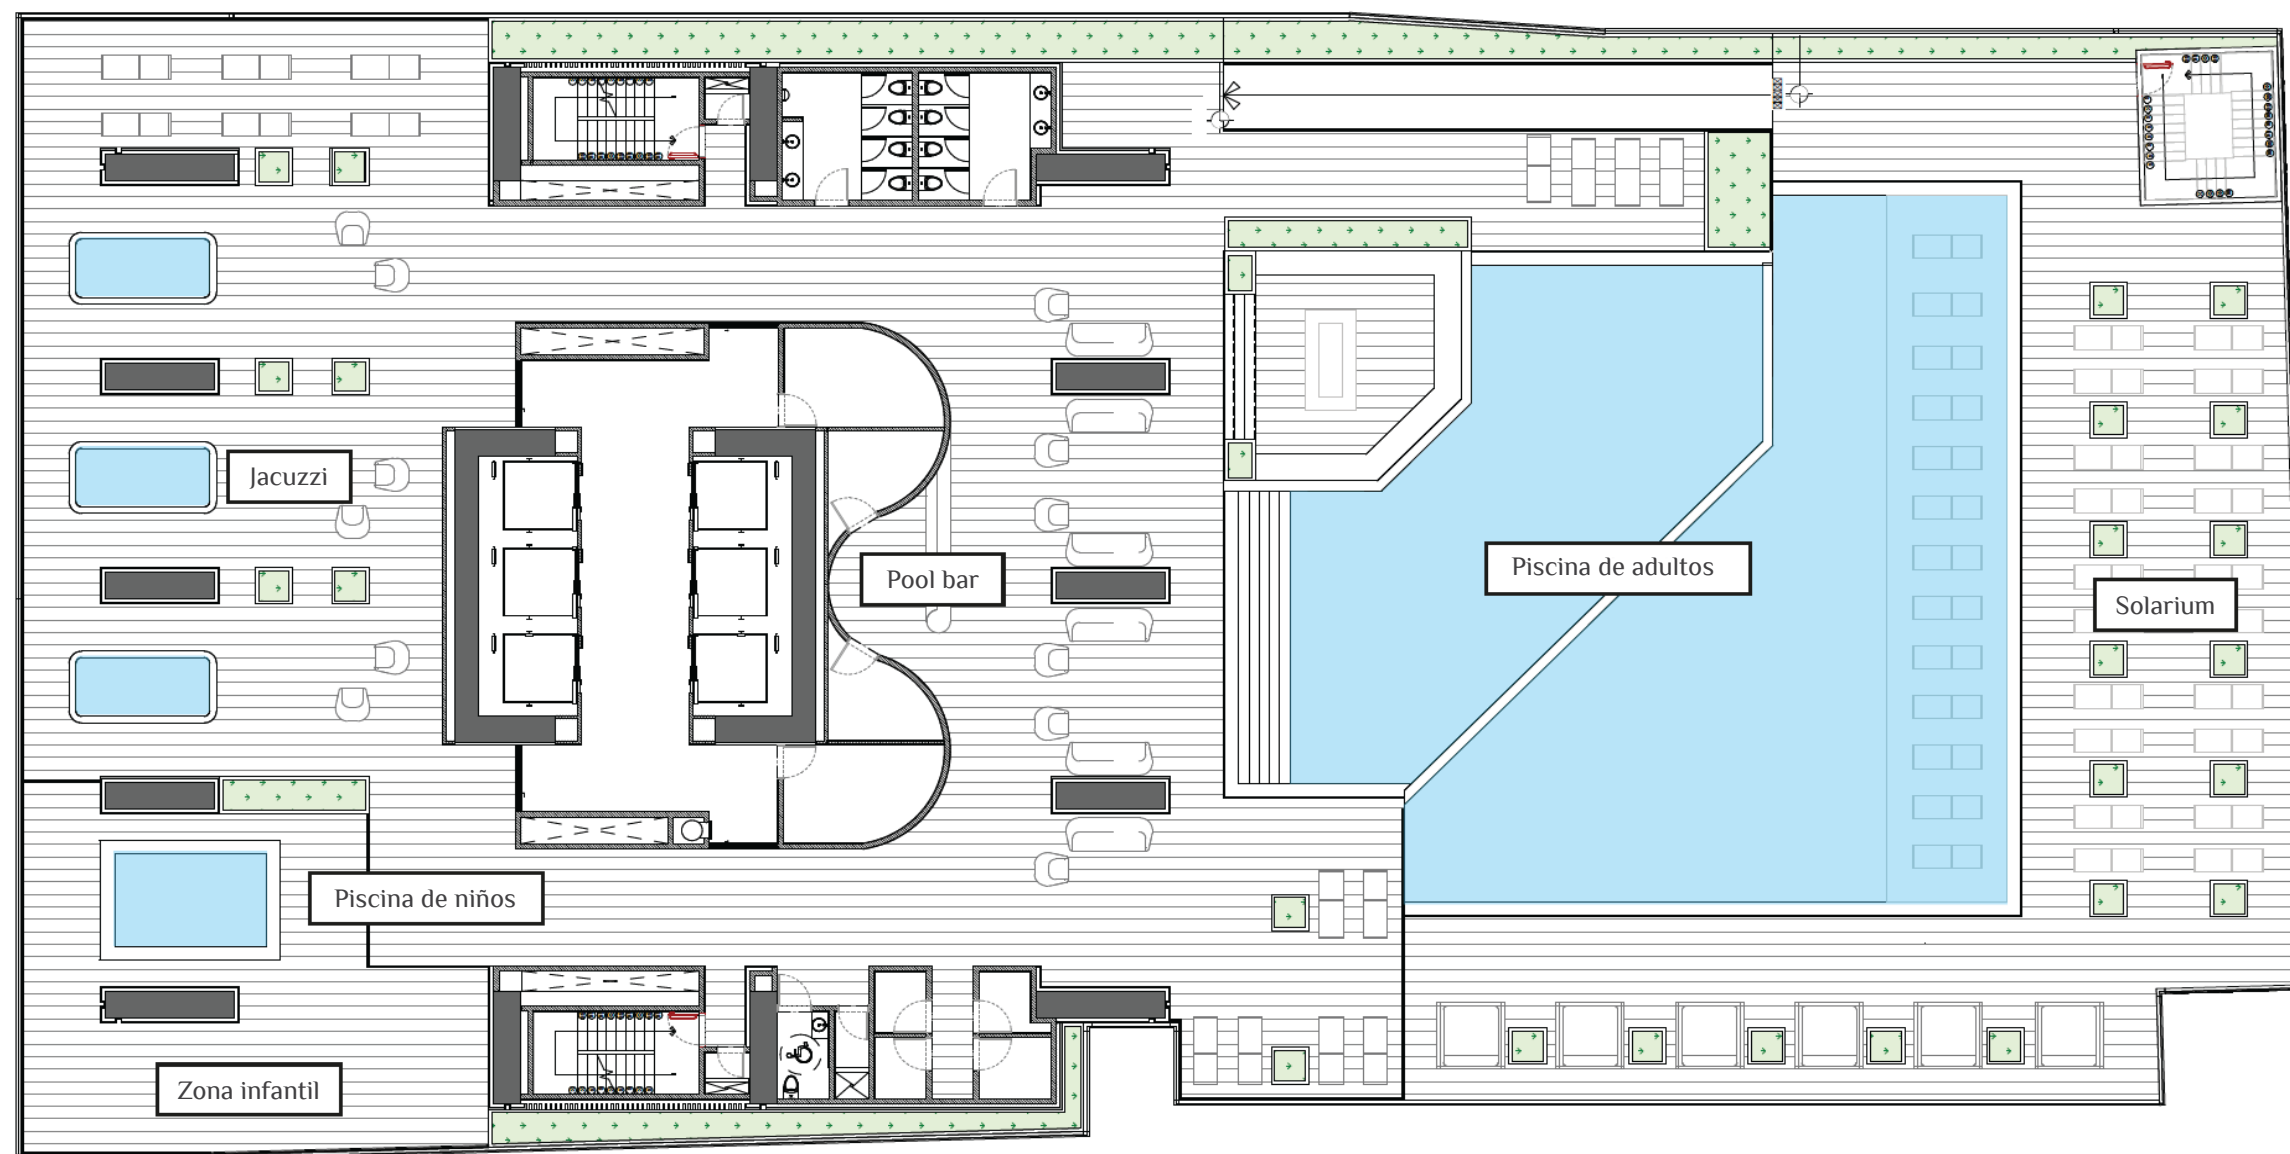 Jacuzzi
Pool bar
Piscina de adultos
Solarium
Piscina de niños
Zona infantil